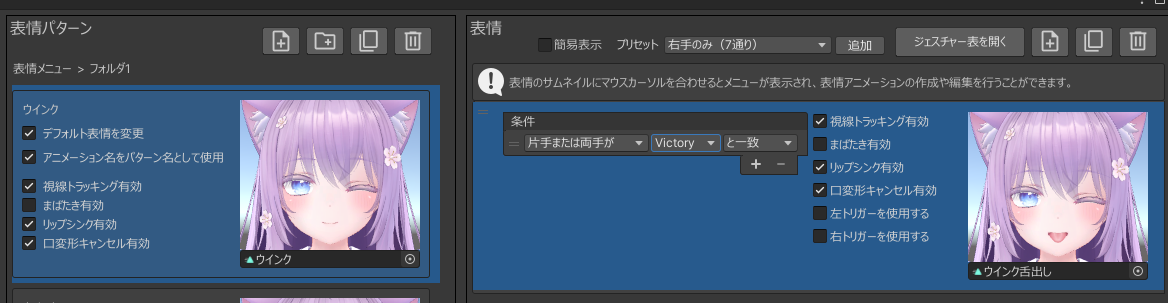 表情パターン
表情メニュー > フォルダ1
ウインク
デフォルト表情を変更
アニメーション名をパターン名として使用
視線トラッキング有効
まばたき有効
リップシンク有効
口変形キャンセル有効
ウインク
表情
簡易表示 プリセット 右手のみ（7通り） 追加 ジェスチャー表を開く
表情のサムネイルにマウスカーソルを合わせるとメニューが表示され、表情アニメーションの作成や編集を行うことができます。
条件
片手または両手が Victory と一致
+ −
視線トラッキング有効
まばたき有効
リップシンク有効
口変形キャンセル有効
左トリガーを使用する
右トリガーを使用する
ウインク舌出し